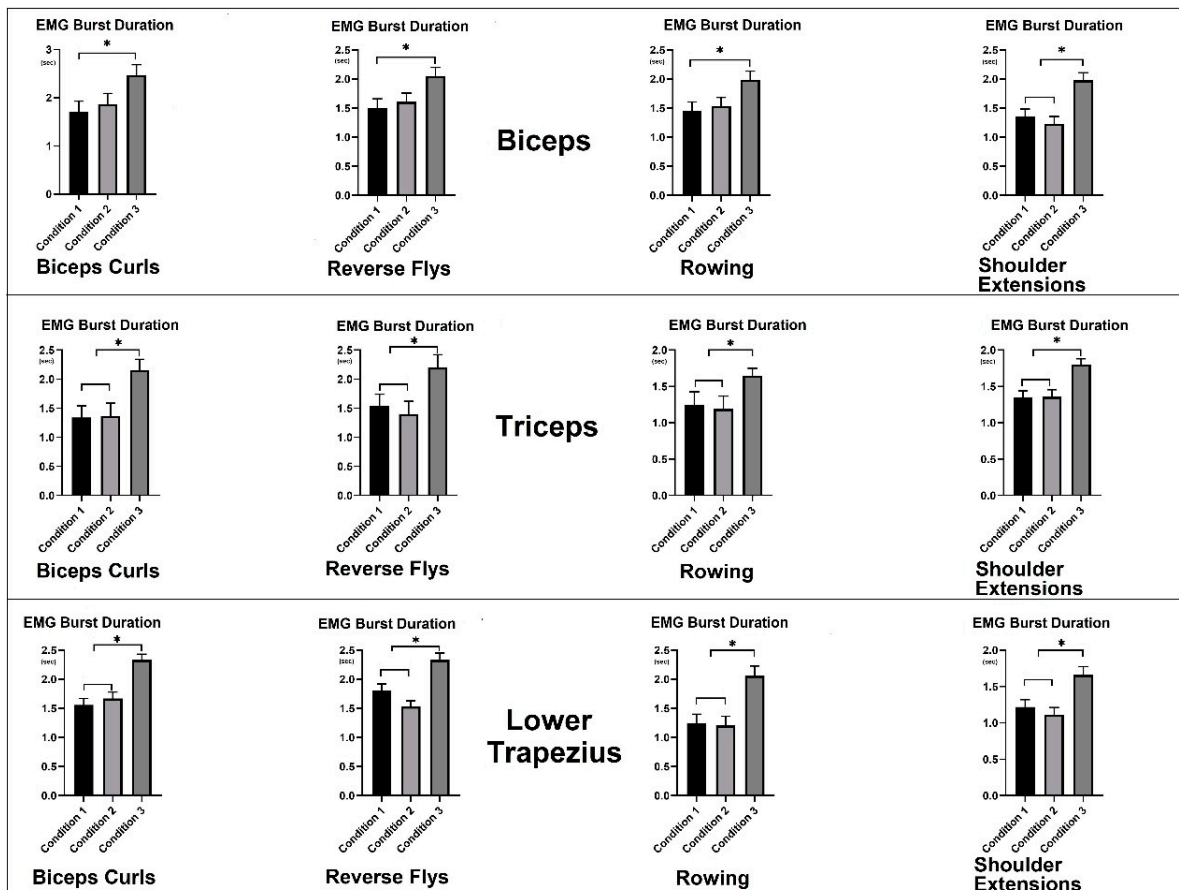 EMG Burst Duration
3
(sec)
2
1
0
*
Condition 1
Condition 2
Condition 3
Biceps Curls
EMG Burst Duration
2.5
(sec)
2.0
1.5
1.0
0.5
0.0
*
Condition 1
Condition 2
Condition 3
Reverse Flys
Biceps
EMG Burst Duration
2.5
(sec)
2.0
1.5
1.0
0.5
0.0
*
Condition 1
Condition 2
Condition 3
Rowing
EMG Burst Duration
2.5
(sec)
2.0
1.5
1.0
0.5
0.0
*
Condition 1
Condition 2
Condition 3
Shoulder
Extensions
EMG Burst Duration
2.5
(sec)
2.0
1.5
1.0
0.5
0.0
*
Condition 1
Condition 2
Condition 3
Biceps Curls
EMG Burst Duration
2.5
(sec)
2.0
1.5
1.0
0.5
0.0
*
Condition 1
Condition 2
Condition 3
Reverse Flys
Triceps
EMG Burst Duration
2.0
(sec)
1.5
1.0
0.5
0.0
*
Condition 1
Condition 2
Condition 3
Rowing
EMG Burst Duration
2.0
(sec)
1.5
1.0
0.5
0.0
*
Condition 1
Condition 2
Condition 3
Shoulder
Extensions
EMG Burst Duration
2.5
(sec)
2.0
1.5
1.0
0.5
0.0
*
Condition 1
Condition 2
Condition 3
Biceps Curls
EMG Burst Duration
2.5
(sec)
2.0
1.5
1.0
0.5
0.0
*
Condition 1
Condition 2
Condition 3
Reverse Flys
Lower
Trapezius
EMG Burst Duration
2.5
(sec)
2.0
1.5
1.0
0.5
0.0
*
Condition 1
Condition 2
Condition 3
Rowing
EMG Burst Duration
2.0
(sec)
1.5
1.0
0.5
0.0
*
Condition 1
Condition 2
Condition 3
Shoulder
Extensions